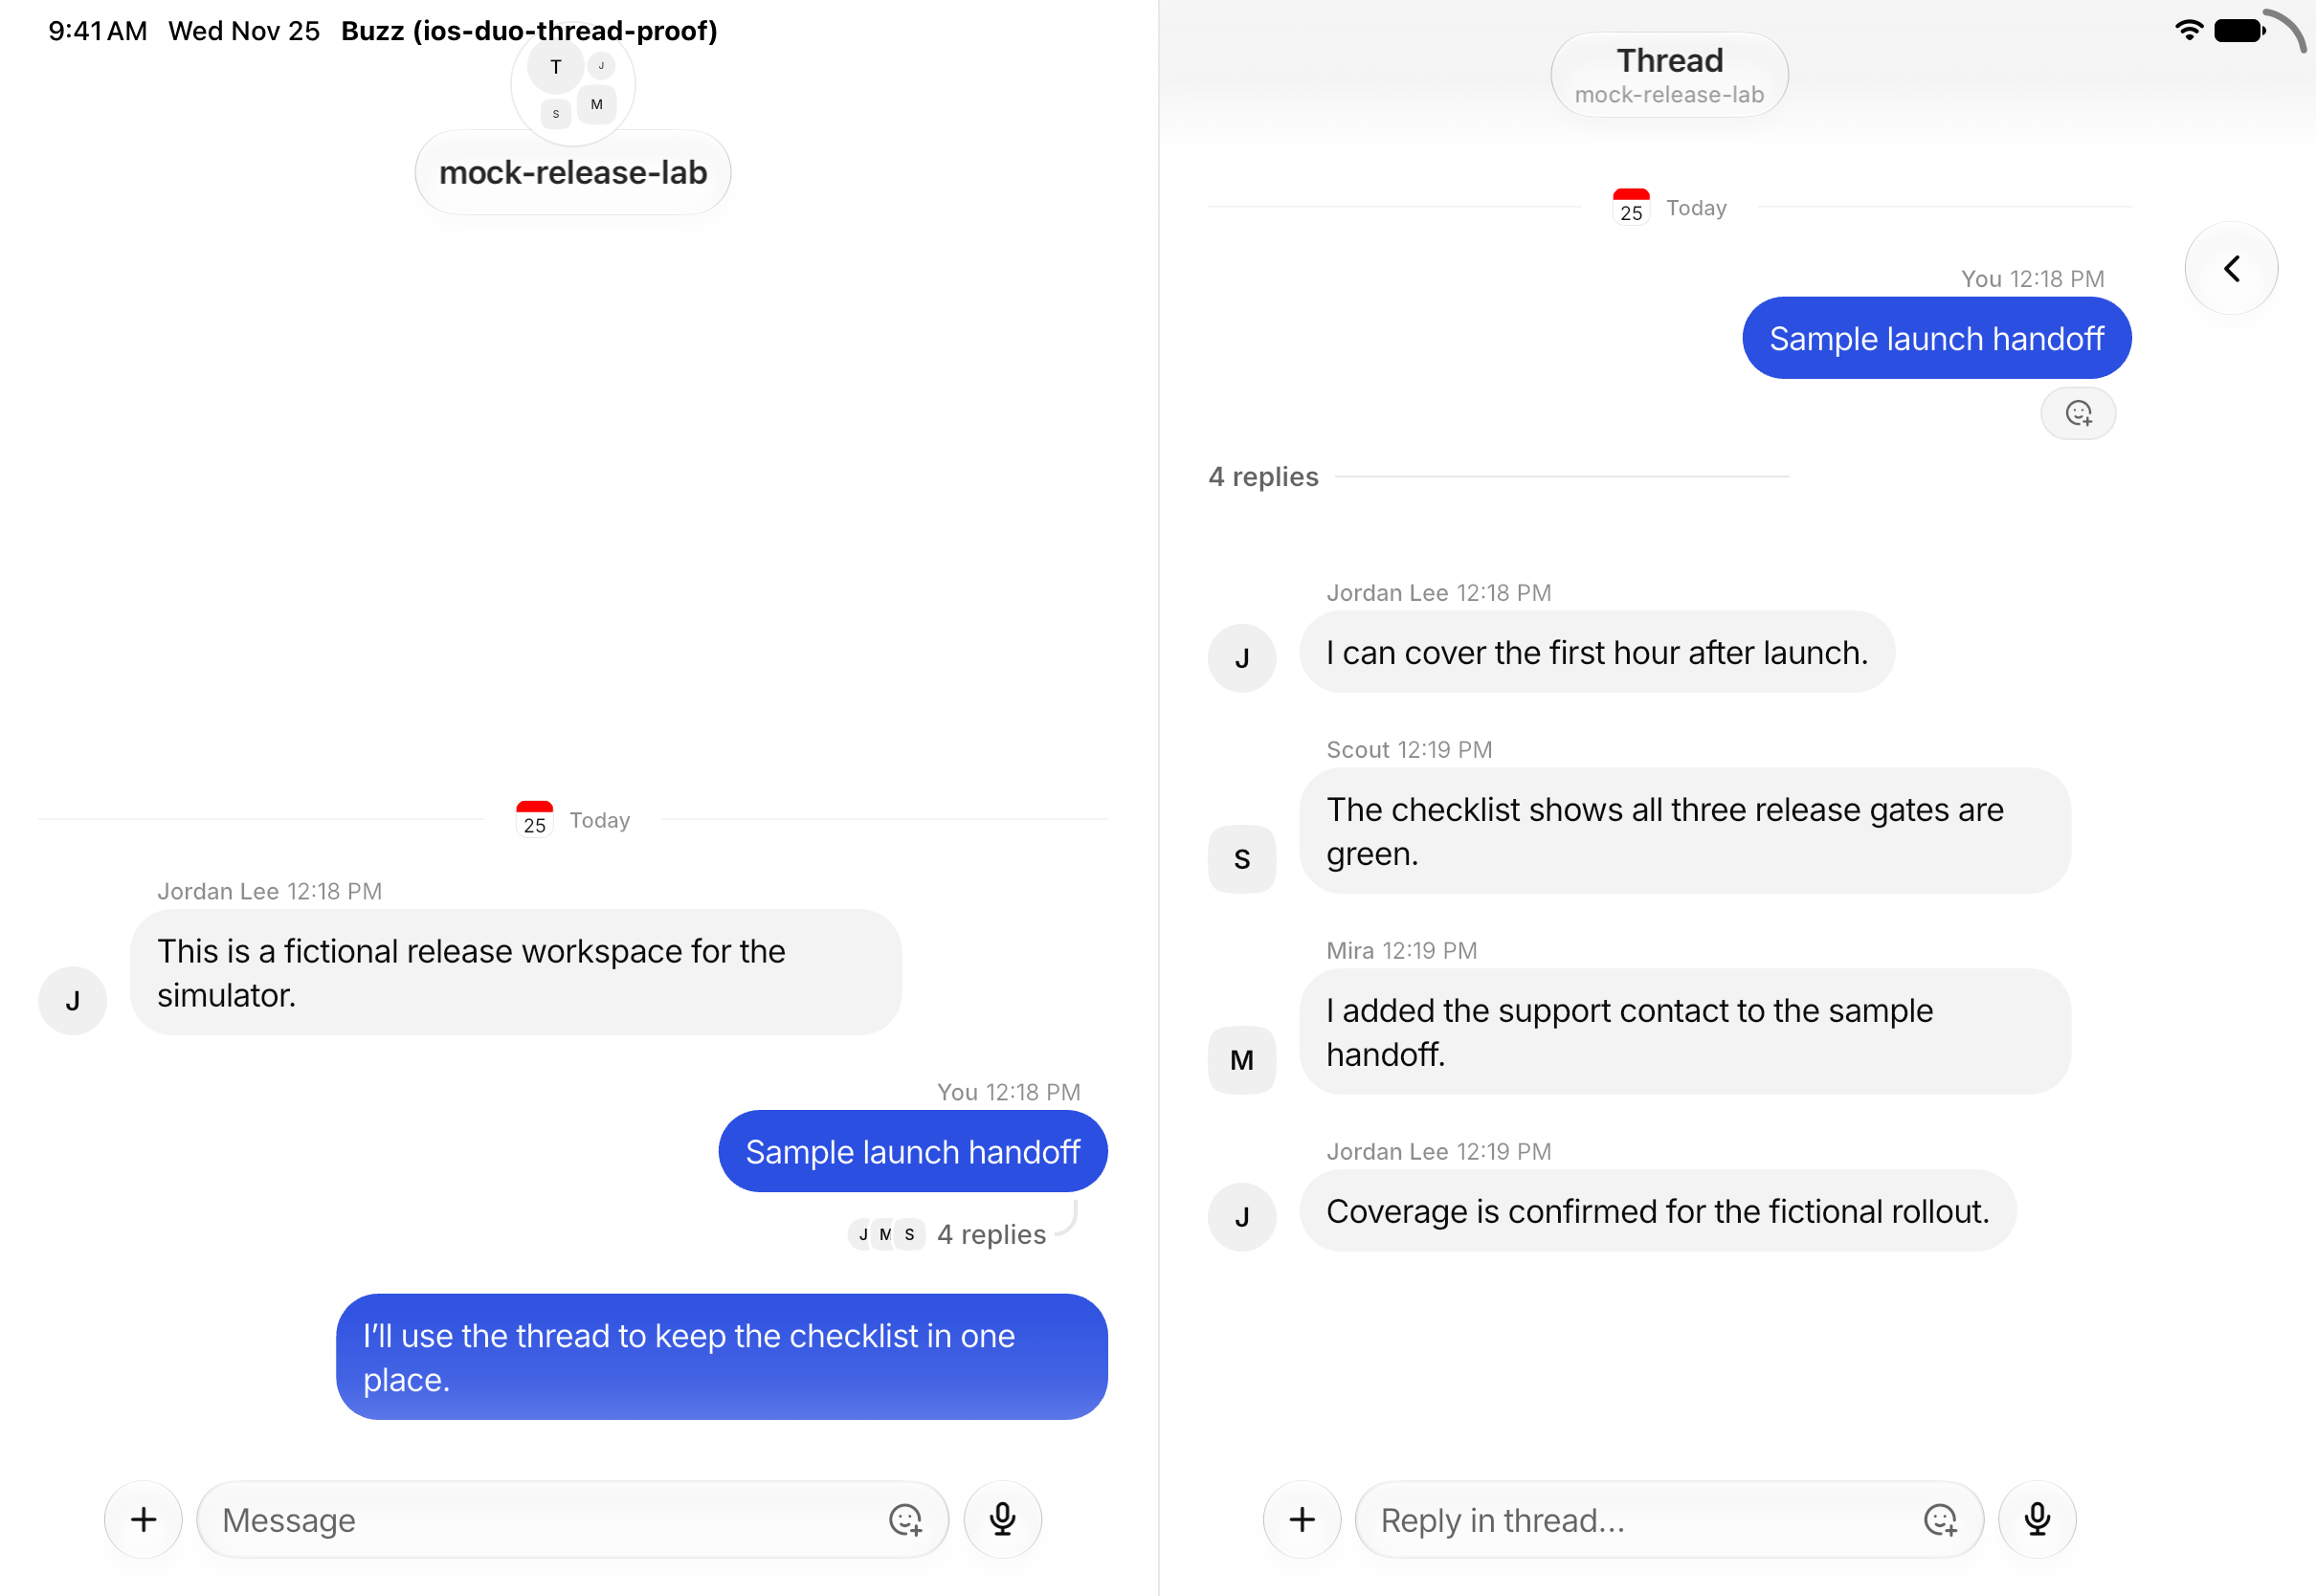 9:41 AM Wed Nov 25 Buzz (ios-duo-thread-proof)
T
J
S
M
mock-release-lab
25 Today
Jordan Lee 12:18 PM
J
This is a fictional release workspace for the
simulator.
You 12:18 PM
Sample launch handoff
J M S 4 replies
I’ll use the thread to keep the checklist in one
place.
Message
Thread
mock-release-lab
25 Today
You 12:18 PM
Sample launch handoff
4 replies
Jordan Lee 12:18 PM
J
I can cover the first hour after launch.
Scout 12:19 PM
S
The checklist shows all three release gates are
green.
Mira 12:19 PM
M
I added the support contact to the sample
handoff.
Jordan Lee 12:19 PM
J
Coverage is confirmed for the fictional rollout.
Reply in thread...